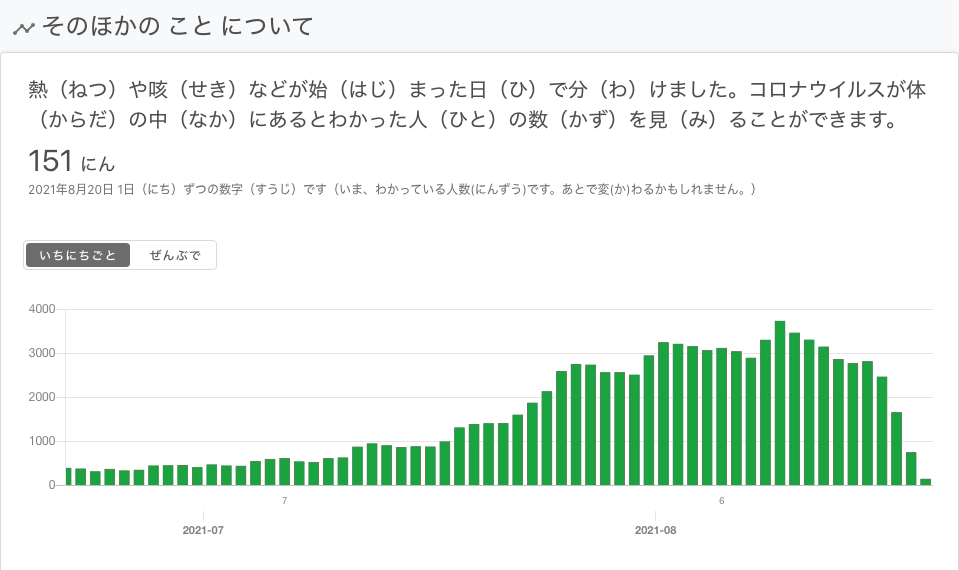 そのほかの こと について
熱（ねつ）や咳（せき）などが始（はじ）まった日（ひ）で分（わ）けました。コロナウイルスが体
（からだ）の中（なか）にあるとわかった人（ひと）の数（かず）を見（み）ることができます。
151 にん
2021年8月20日 1日（にち）ずつの数字（すうじ）です（いま、わかっている人数(にんずう)です。あとで変(か)わるかもしれません。）
いちにちごと ぜんぶで
4000
3000
2000
1000
0
7 6
2021-07 2021-08